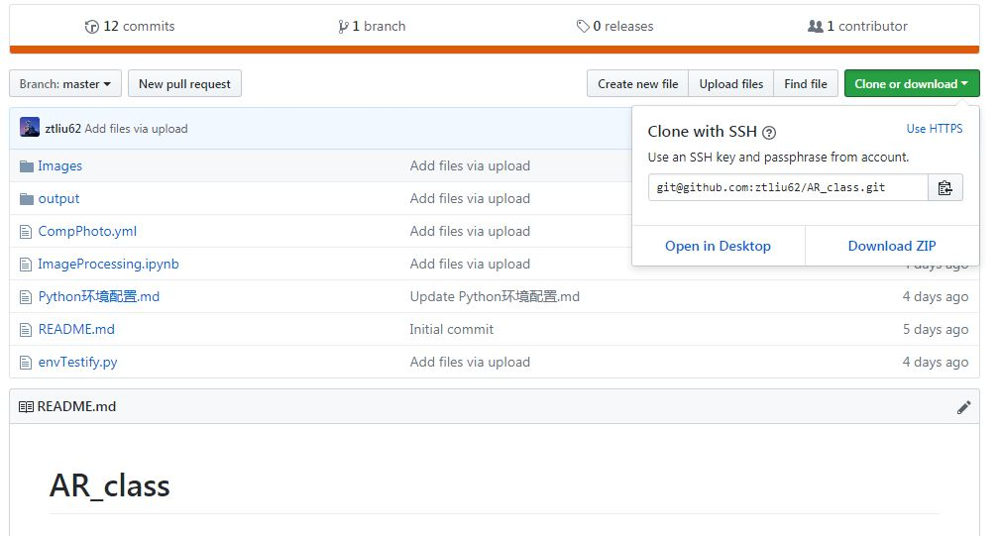 12 commits 1 branch 0 releases 1 contributor
Branch: master New pull request Create new file Upload files Find file Clone or download
ztliu62 Add files via upload
Clone with SSH ?
Use HTTPS
Use an SSH key and passphrase from account.
git@github.com:ztliu62/AR_class.git
Open in Desktop Download ZIP
Images Add files via upload
output Add files via upload
CompPhoto.yml Add files via upload
ImageProcessing.ipynb Add files via upload 4 days ago
Python环境配置.md Update Python环境配置.md 4 days ago
README.md Initial commit 5 days ago
envTestify.py Add files via upload 4 days ago
README.md
AR_class